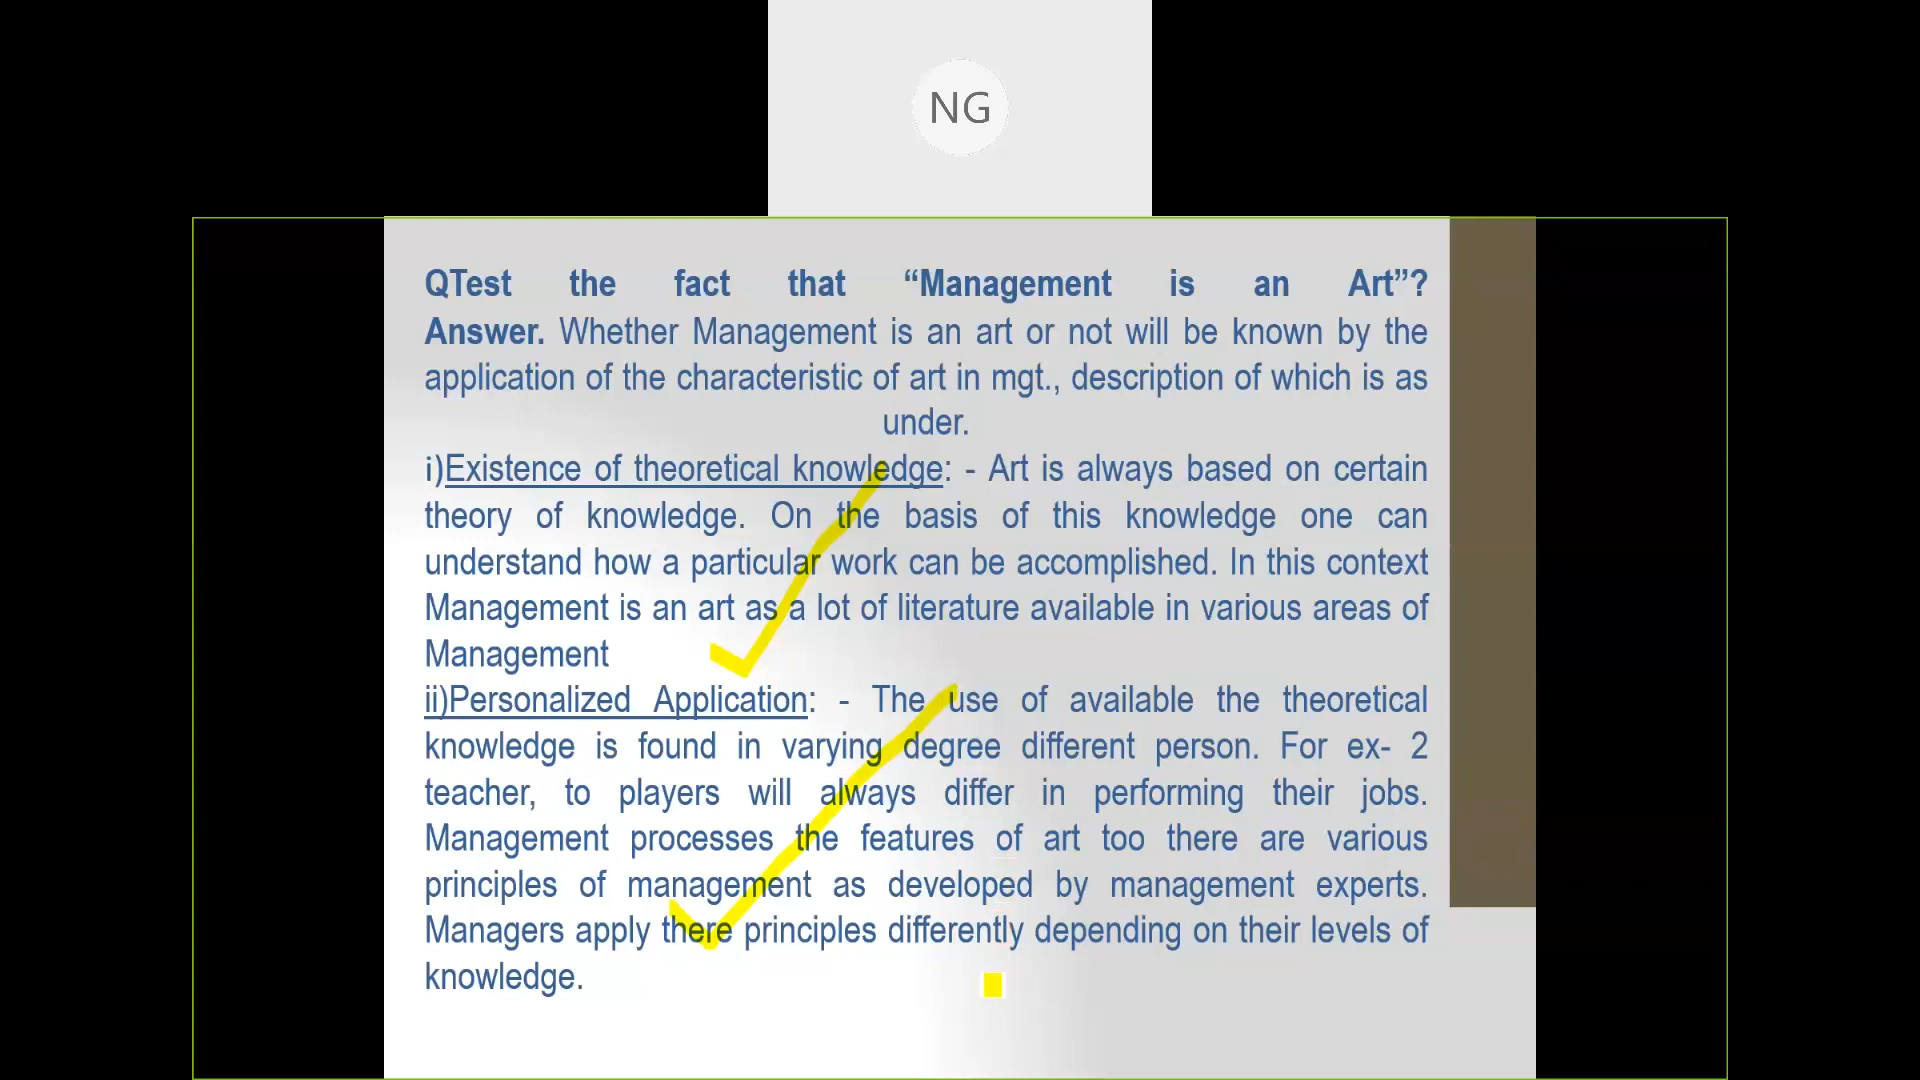 NG
QTest the fact that “Management is an Art”?
Answer. Whether Management is an art or not will be known by the
application of the characteristic of art in mgt., description of which is as
under.
i)Existence of theoretical knowledge: - Art is always based on certain
theory of knowledge. On the basis of this knowledge one can
understand how a particular work can be accomplished. In this context
Management is an art as a lot of literature available in various areas of
Management
ii)Personalized Application: - The use of available the theoretical
knowledge is found in varying degree different person. For ex- 2
teacher, to players will always differ in performing their jobs.
Management processes the features of art too there are various
principles of management as developed by management experts.
Managers apply there principles differently depending on their levels of
knowledge.